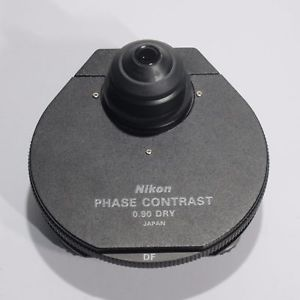 Nikon
PHASE CONTRAST
0.90 DRY
JAPAN
DF